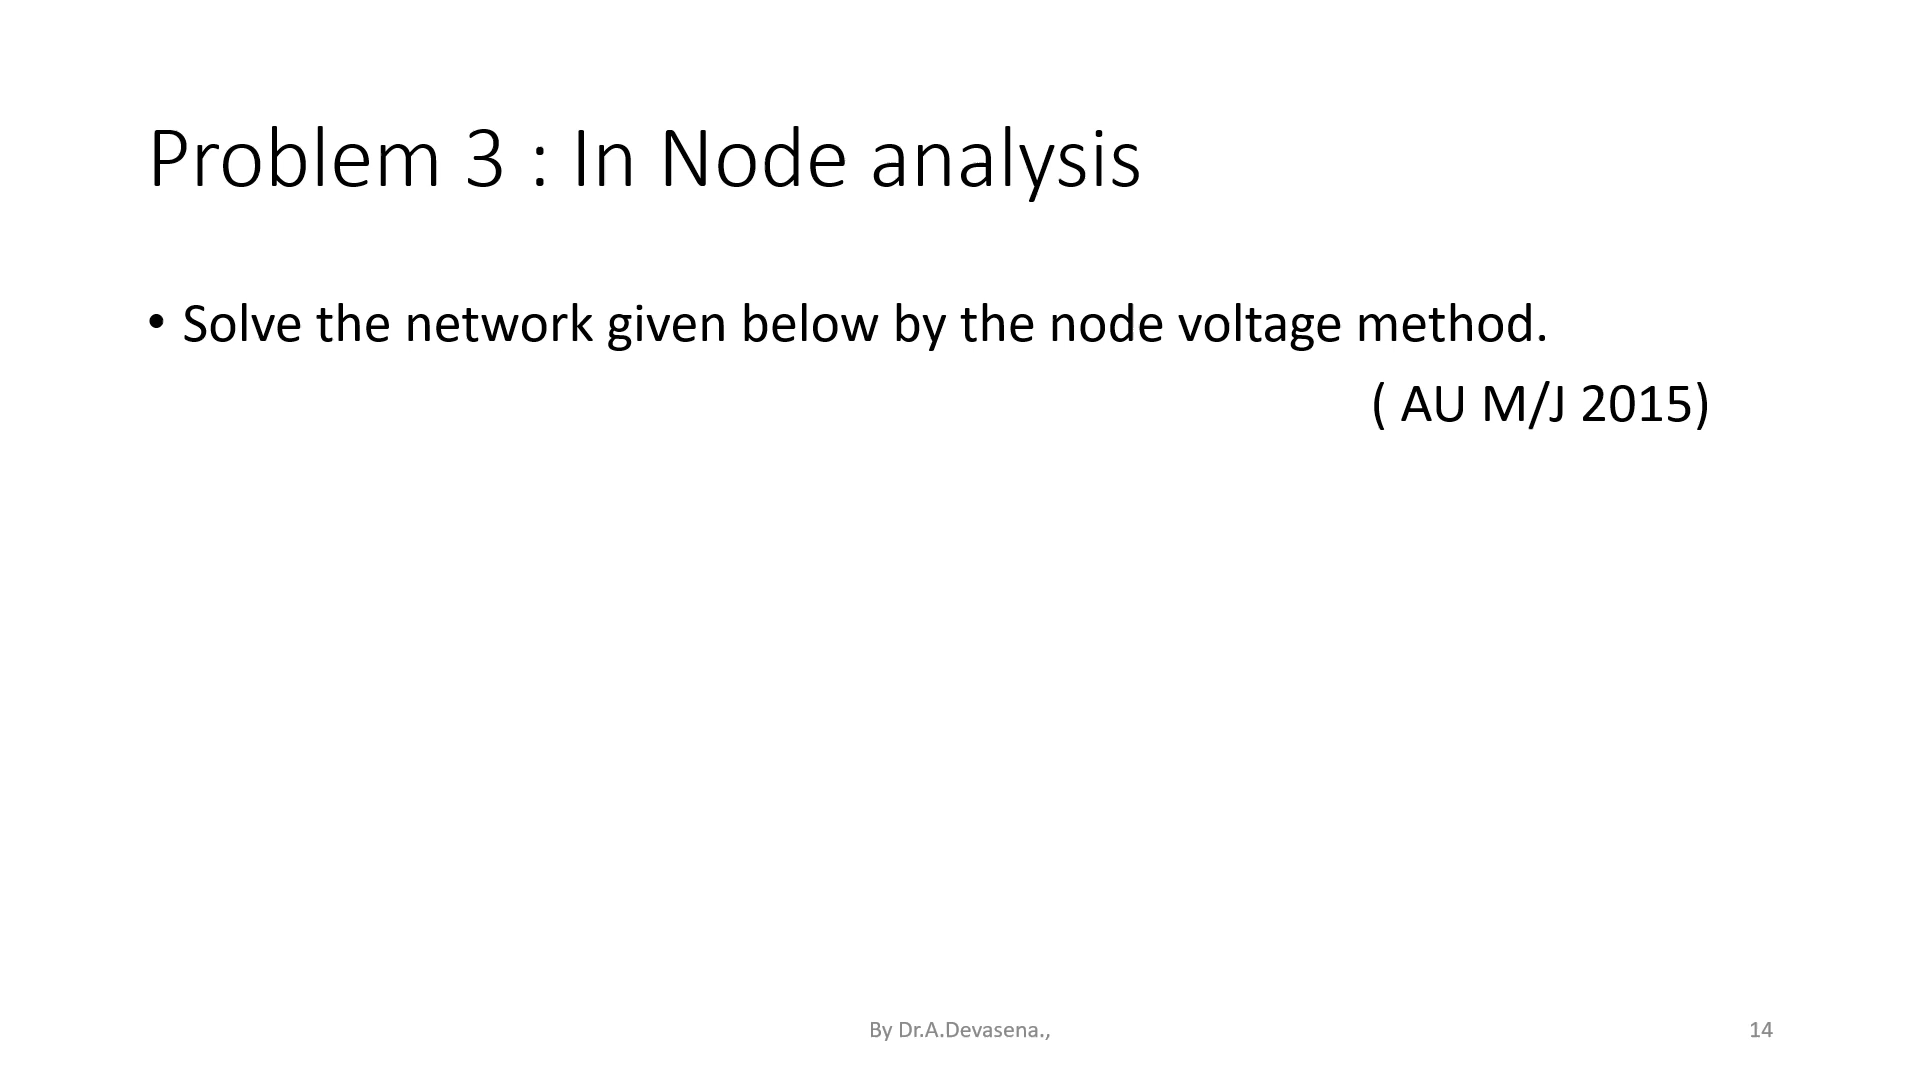 Problem 3 : In Node analysis
• Solve the network given below by the node voltage method.
( AU M/J 2015)
By Dr.A.Devasena.,
14